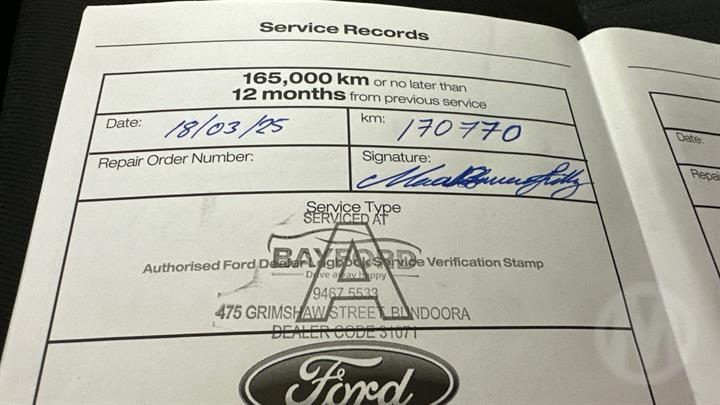 Service Records
165,000 km or no later than
12 months from previous service
Date: 18/03/25 km: 170770
Repair Order Number: Signature:
Service Type
SERVICED AT
BAYFORD
Authorised Ford Dealer Logbook Service Verification Stamp
Drive away happy
A
9467 5533
475 GRIMSHAW STREET BUNDOORA
DEALER CODE 31071
Ford
Date:
Repai